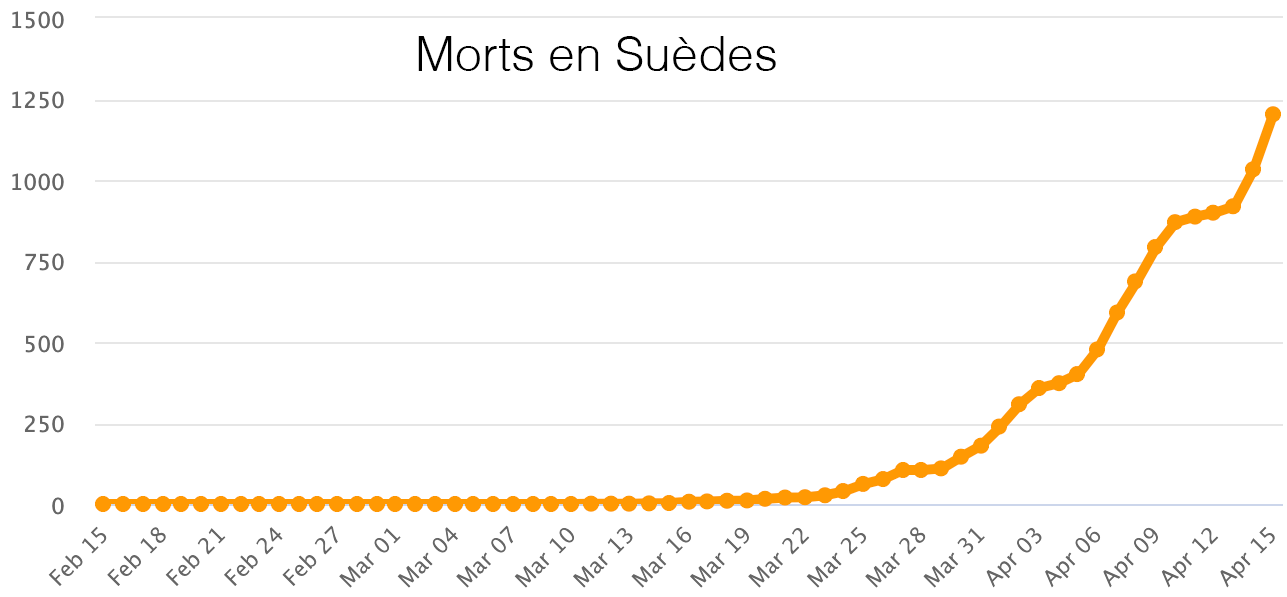 Morts en Suèdes
1500
1250
1000
750
500
250
0
Feb 15
Feb 18
Feb 21
Feb 24
Feb 27
Mar 01
Mar 04
Mar 07
Mar 10
Mar 13
Mar 16
Mar 19
Mar 22
Mar 25
Mar 28
Mar 31
Apr 03
Apr 06
Apr 09
Apr 12
Apr 15